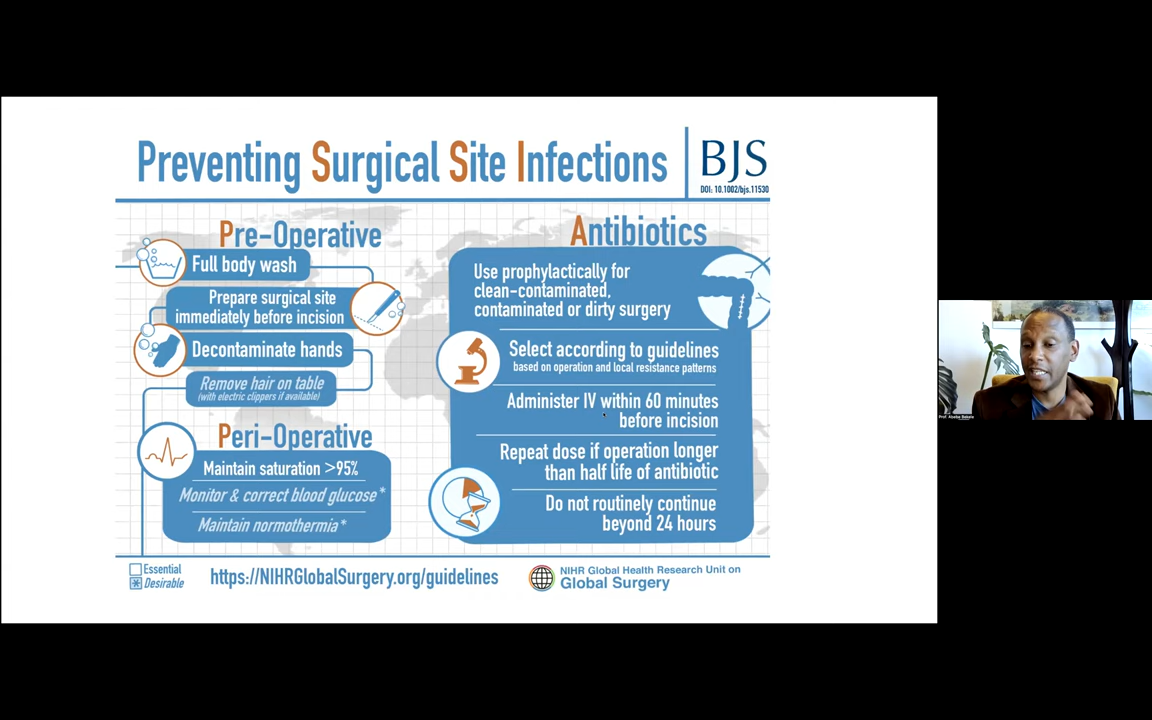 Preventing Surgical Site Infections
BJS
DOI: 10.1002/bjs.11530
Pre-Operative
Full body wash
Prepare surgical site
immediately before incision
Decontaminate hands
Remove hair on table
(with electric clippers if available)
Peri-Operative
Maintain saturation >95%
Monitor & correct blood glucose*
Maintain normothermia*
Antibiotics
Use prophylactically for
clean-contaminated,
contaminated or dirty surgery
Select according to guidelines
based on operation and local resistance patterns
Administer IV within 60 minutes
before incision
Repeat dose if operation longer
than half life of antibiotic
Do not routinely continue
beyond 24 hours
Essential
* Desirable
https://NIHRGlobalSurgery.org/guidelines
NIHR Global Health Research Unit on
Global Surgery
Prof. Abebe Bekele